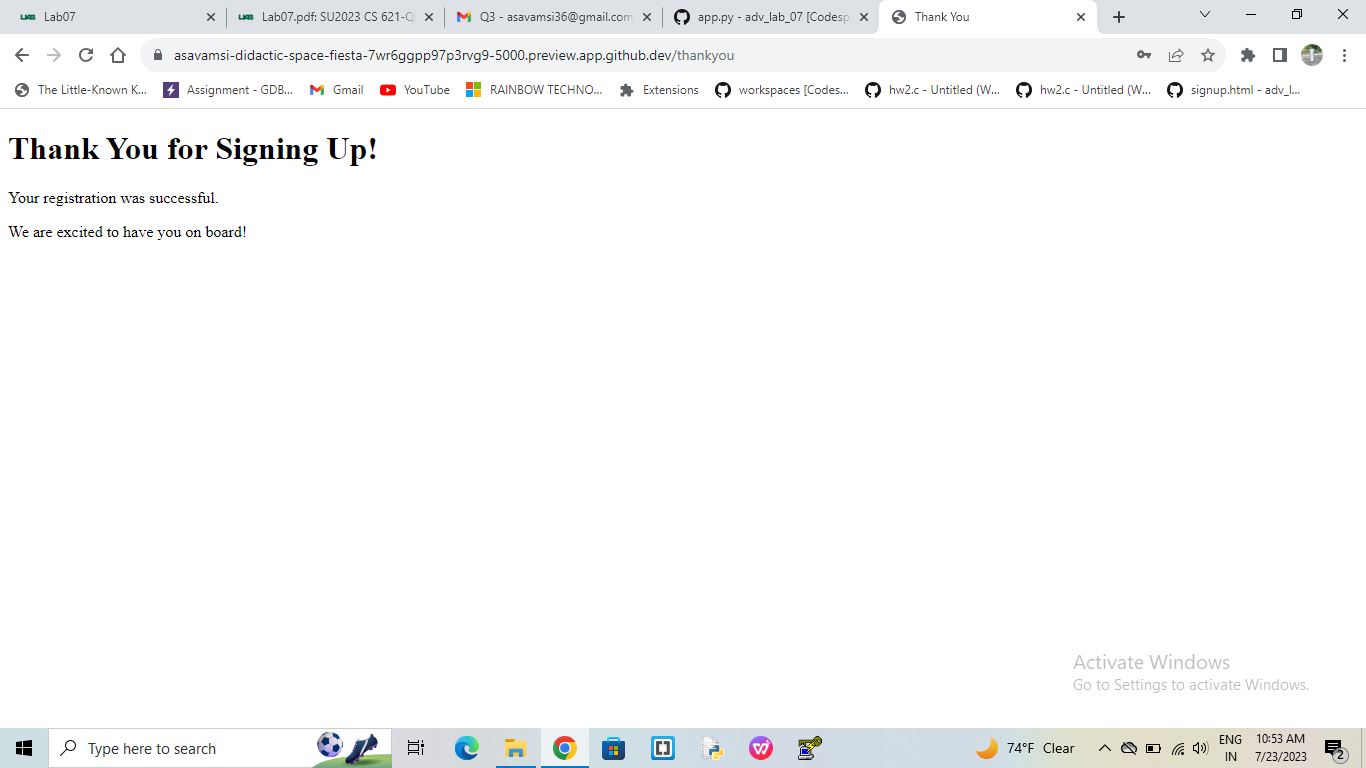 Lab07
Lab07.pdf: SU2023 CS 621-Q
Q3 - asavamsi36@gmail.com
app.py - adv_lab_07 [Codesp
Thank You
asavamsi-didactic-space-fiesta-7wr6ggpp97p3rvg9-5000.preview.app.github.dev/thankyou
The Little-Known K...
Assignment - GDB...
Gmail
YouTube
RAINBOW TECHNO...
Extensions
workspaces [Codes...
hw2.c - Untitled (W...
hw2.c - Untitled (W...
signup.html - adv_l...
Thank You for Signing Up!
Your registration was successful.
We are excited to have you on board!
Activate Windows
Go to Settings to activate Windows.
Type here to search
74°F Clear
ENG
IN
10:53 AM
7/23/2023
2